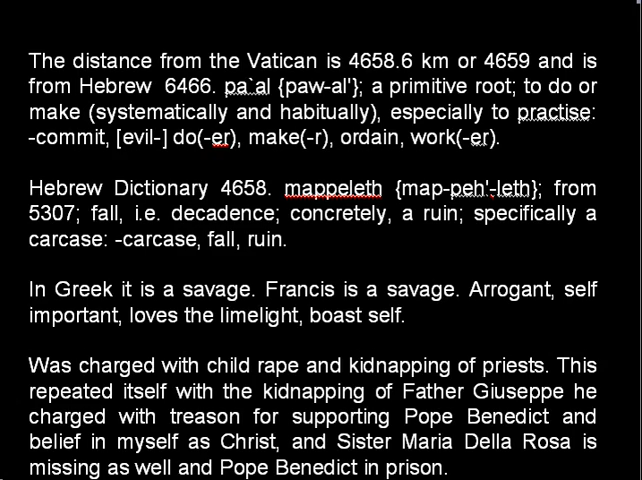 The distance from the Vatican is 4658.6 km or 4659 and is
from Hebrew 6466. pa`al {paw-al'}; a primitive root; to do or
make (systematically and habitually), especially to practise:
-commit, [evil-] do(-er), make(-r), ordain, work(-er).
Hebrew Dictionary 4658. mappeleth {map-peh'-leth}; from
5307; fall, i.e. decadence; concretely, a ruin; specifically a
carcase: -carcase, fall, ruin.
In Greek it is a savage. Francis is a savage. Arrogant, self
important, loves the limelight, boast self.
Was charged with child rape and kidnapping of priests. This
repeated itself with the kidnapping of Father Giuseppe he
charged with treason for supporting Pope Benedict and
belief in myself as Christ, and Sister Maria Della Rosa is
missing as well and Pope Benedict in prison.